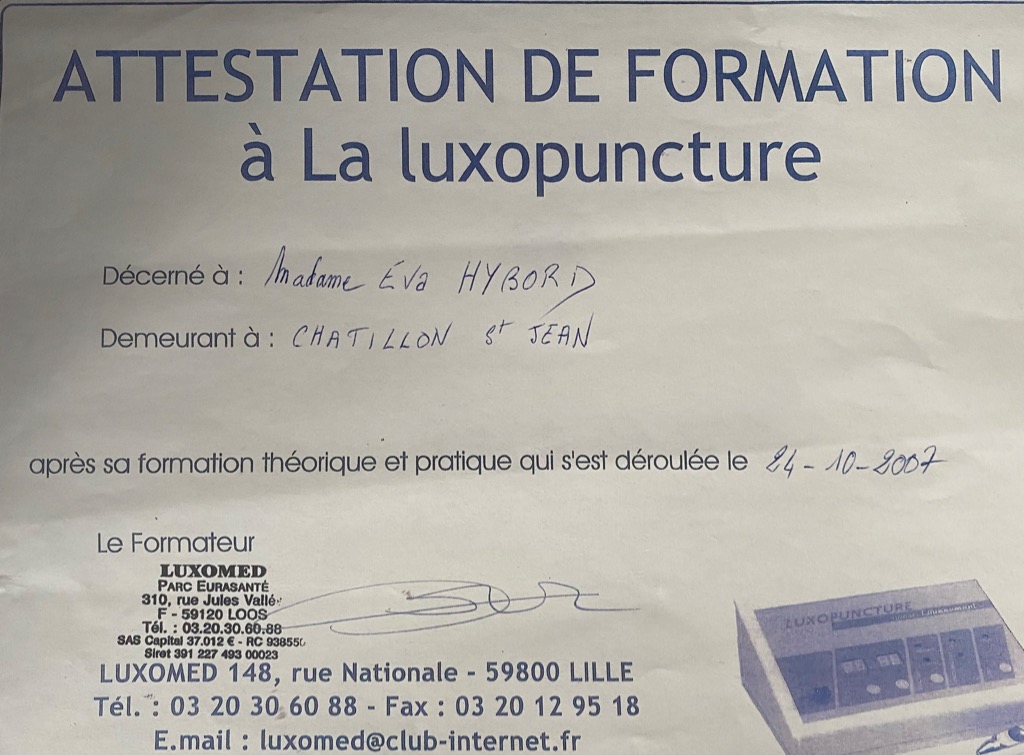 ATTESTATION DE FORMATION
à La luxopuncture
Décerné à : Madame Éva HYBORD
Demeurant à : CHATILLON St JEAN
après sa formation théorique et pratique qui s'est déroulée le 24-10-2007
Le Formateur
LUXOMED
PARC EURASANTÉ
310, rue Jules Vallé
F - 59120 LOOS
Tél. : 03.20.30.60.88
SAS Capital 37.012 € - RC 93855
Siret 391 227 493 00023
LUXOPUNCTURE
LUXOMED 148, rue Nationale - 59800 LILLE
Tél. : 03 20 30 60 88 - Fax : 03 20 12 95 18
E.mail : luxomed@club-internet.fr